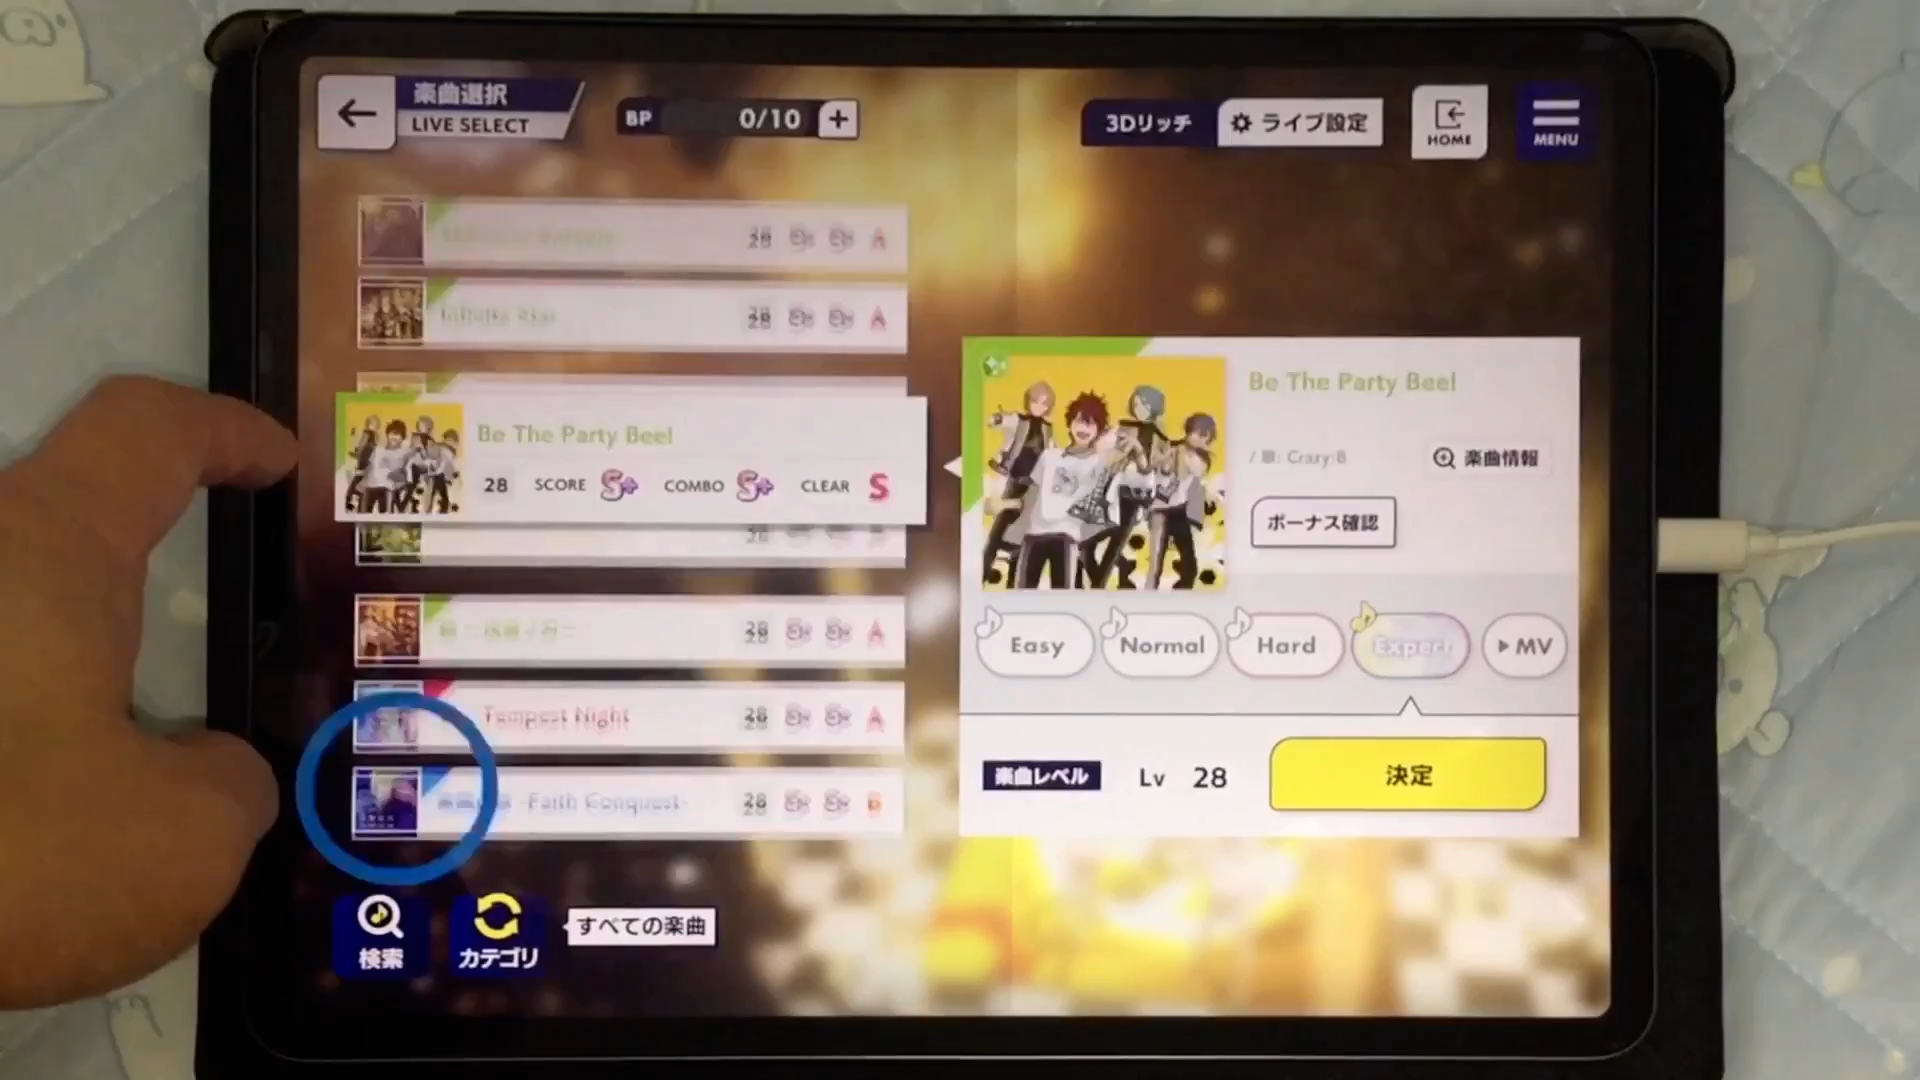 楽曲選択
LIVE SELECT
BP 0/10 +
3Dリッチ
ライブ設定
HOME
MENU
28 A
28 A
Be The Party Bee!
28 SCORE S+ COMBO S+ CLEAR S
28
28 A
Tempest Night
28 A
-Faith Conquest-
28 B
検索
カテゴリ
すべての楽曲
Be The Party Bee!
Crazy:B
楽曲情報
ボーナス確認
Easy
Normal
Hard
Expert
MV
楽曲レベル
Lv 28
決定